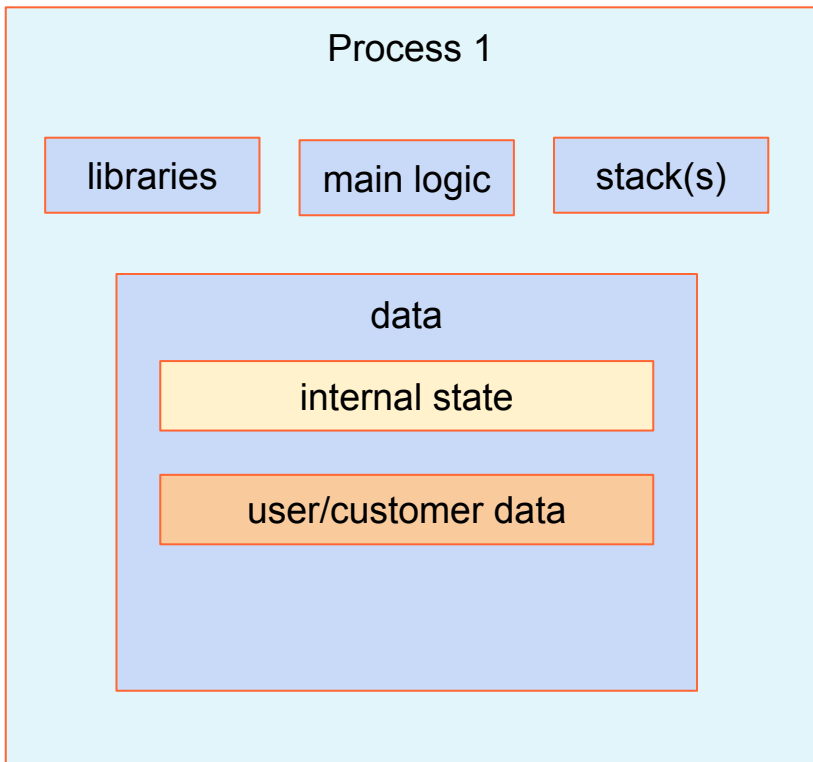 Process 1
libraries
main logic
stack(s)
data
internal state
user/customer data